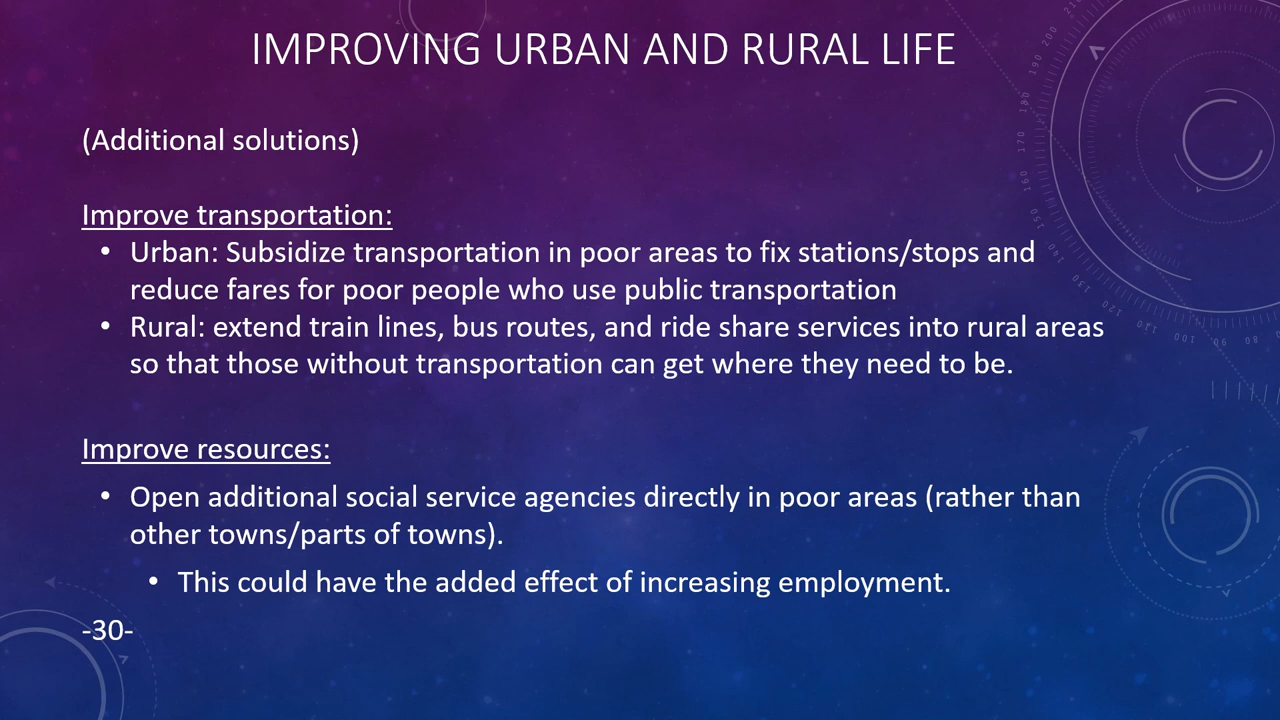 IMPROVING URBAN AND RURAL LIFE
(Additional solutions)
Improve transportation:
• Urban: Subsidize transportation in poor areas to fix stations/stops and
reduce fares for poor people who use public transportation
• Rural: extend train lines, bus routes, and ride share services into rural areas
so that those without transportation can get where they need to be.
Improve resources:
• Open additional social service agencies directly in poor areas (rather than
other towns/parts of towns).
• This could have the added effect of increasing employment.
-30-